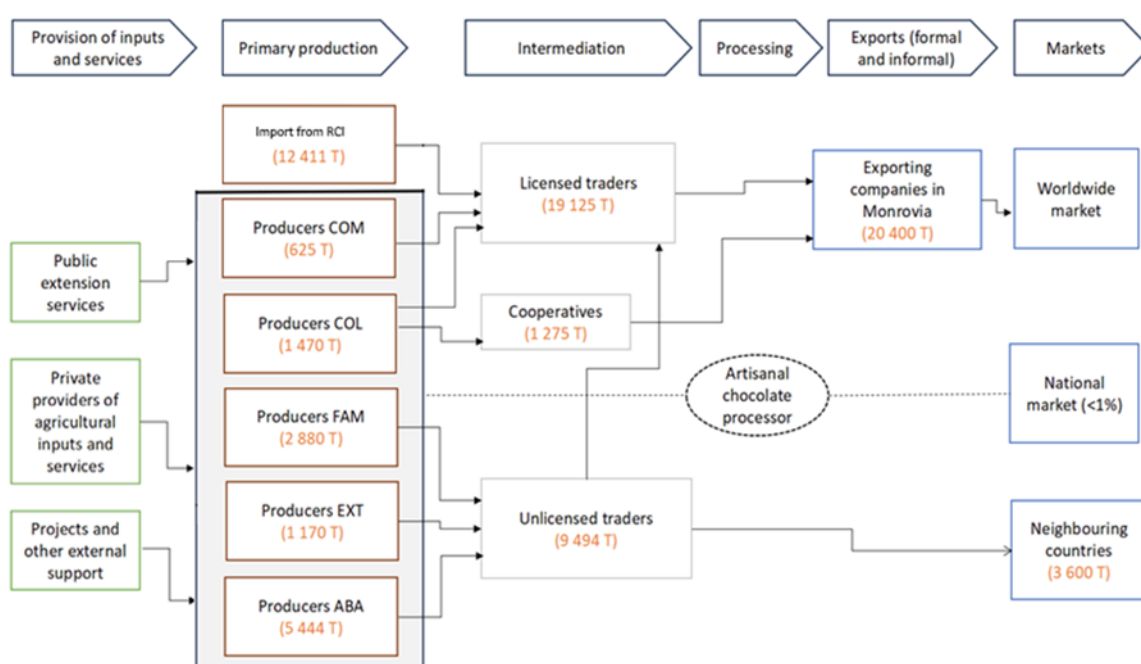 Provision of inputs
and services
Primary production
Intermediation
Processing
Exports (formal
and informal)
Markets
Import from RCI
(12 411 T)
Producers COM
(625 T)
Producers COL
(1 470 T)
Producers FAM
(2 880 T)
Producers EXT
(1 170 T)
Producers ABA
(5 444 T)
Public
extension
services
Private
providers of
agricultural
inputs and
services
Projects and
other external
support
Licensed traders
(19 125 T)
Cooperatives
(1 275 T)
Unlicensed traders
(9 494 T)
Artisanal
chocolate
processor
Exporting
companies in
Monrovia
(20 400 T)
Worldwide
market
National
market (<1%)
Neighbouring
countries
(3 600 T)